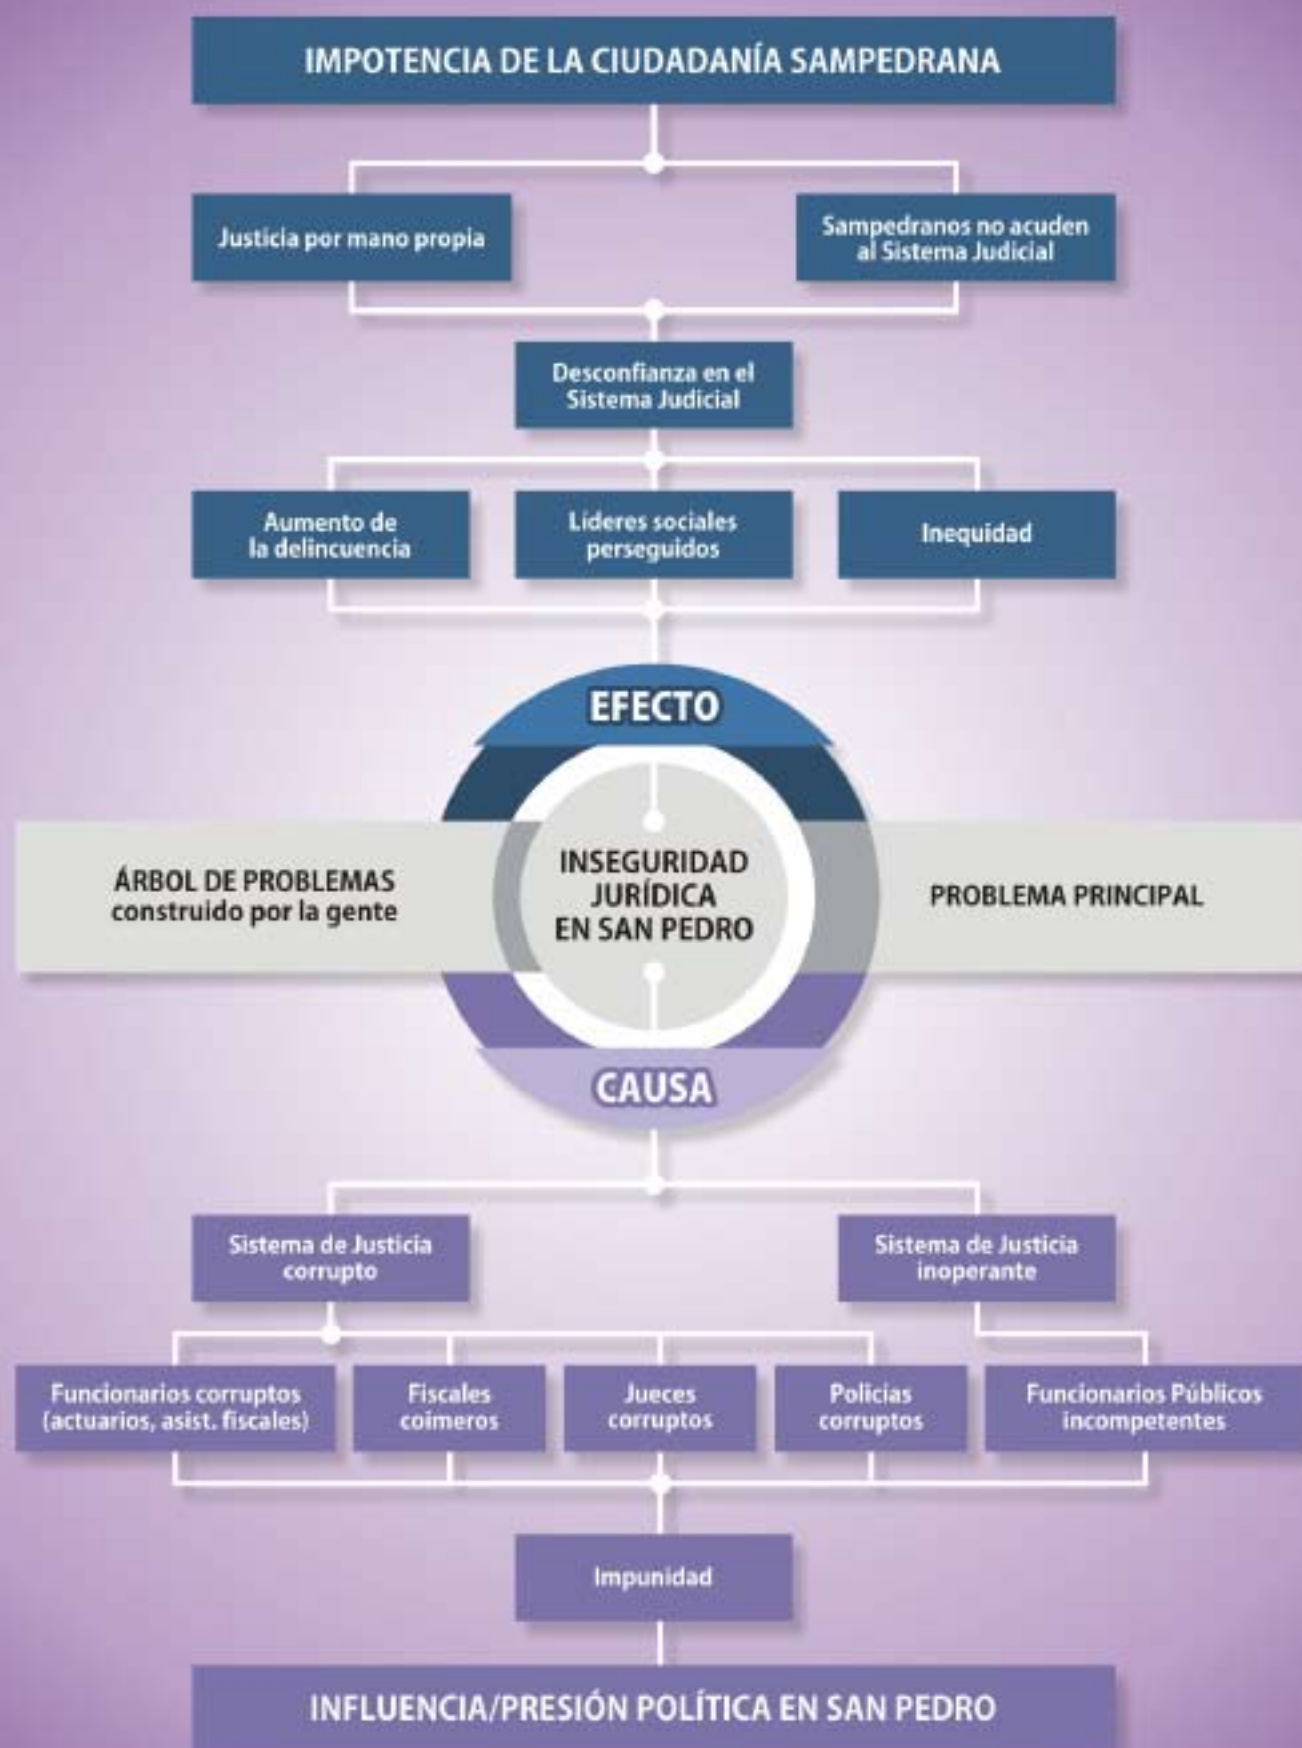 IMPOTENCIA DE LA CIUDADANÍA SAMPEDRANA
Justicia por mano propia
Sampedranos no acuden
al Sistema Judicial
Desconfianza en el
Sistema Judicial
Aumento de
la delincuencia
Líderes sociales
perseguidos
Inequidad
EFECTO
ÁRBOL DE PROBLEMAS
construido por la gente
INSEGURIDAD
JURÍDICA
EN SAN PEDRO
PROBLEMA PRINCIPAL
CAUSA
Sistema de Justicia
corrupto
Sistema de Justicia
inoperante
Funcionarios corruptos
(actuarios, asist. fiscales)
Fiscales
coimeros
Jueces
corruptos
Policias
corruptos
Funcionarios Públicos
incompetentes
Impunidad
INFLUENCIA/PRESIÓN POLÍTICA EN SAN PEDRO